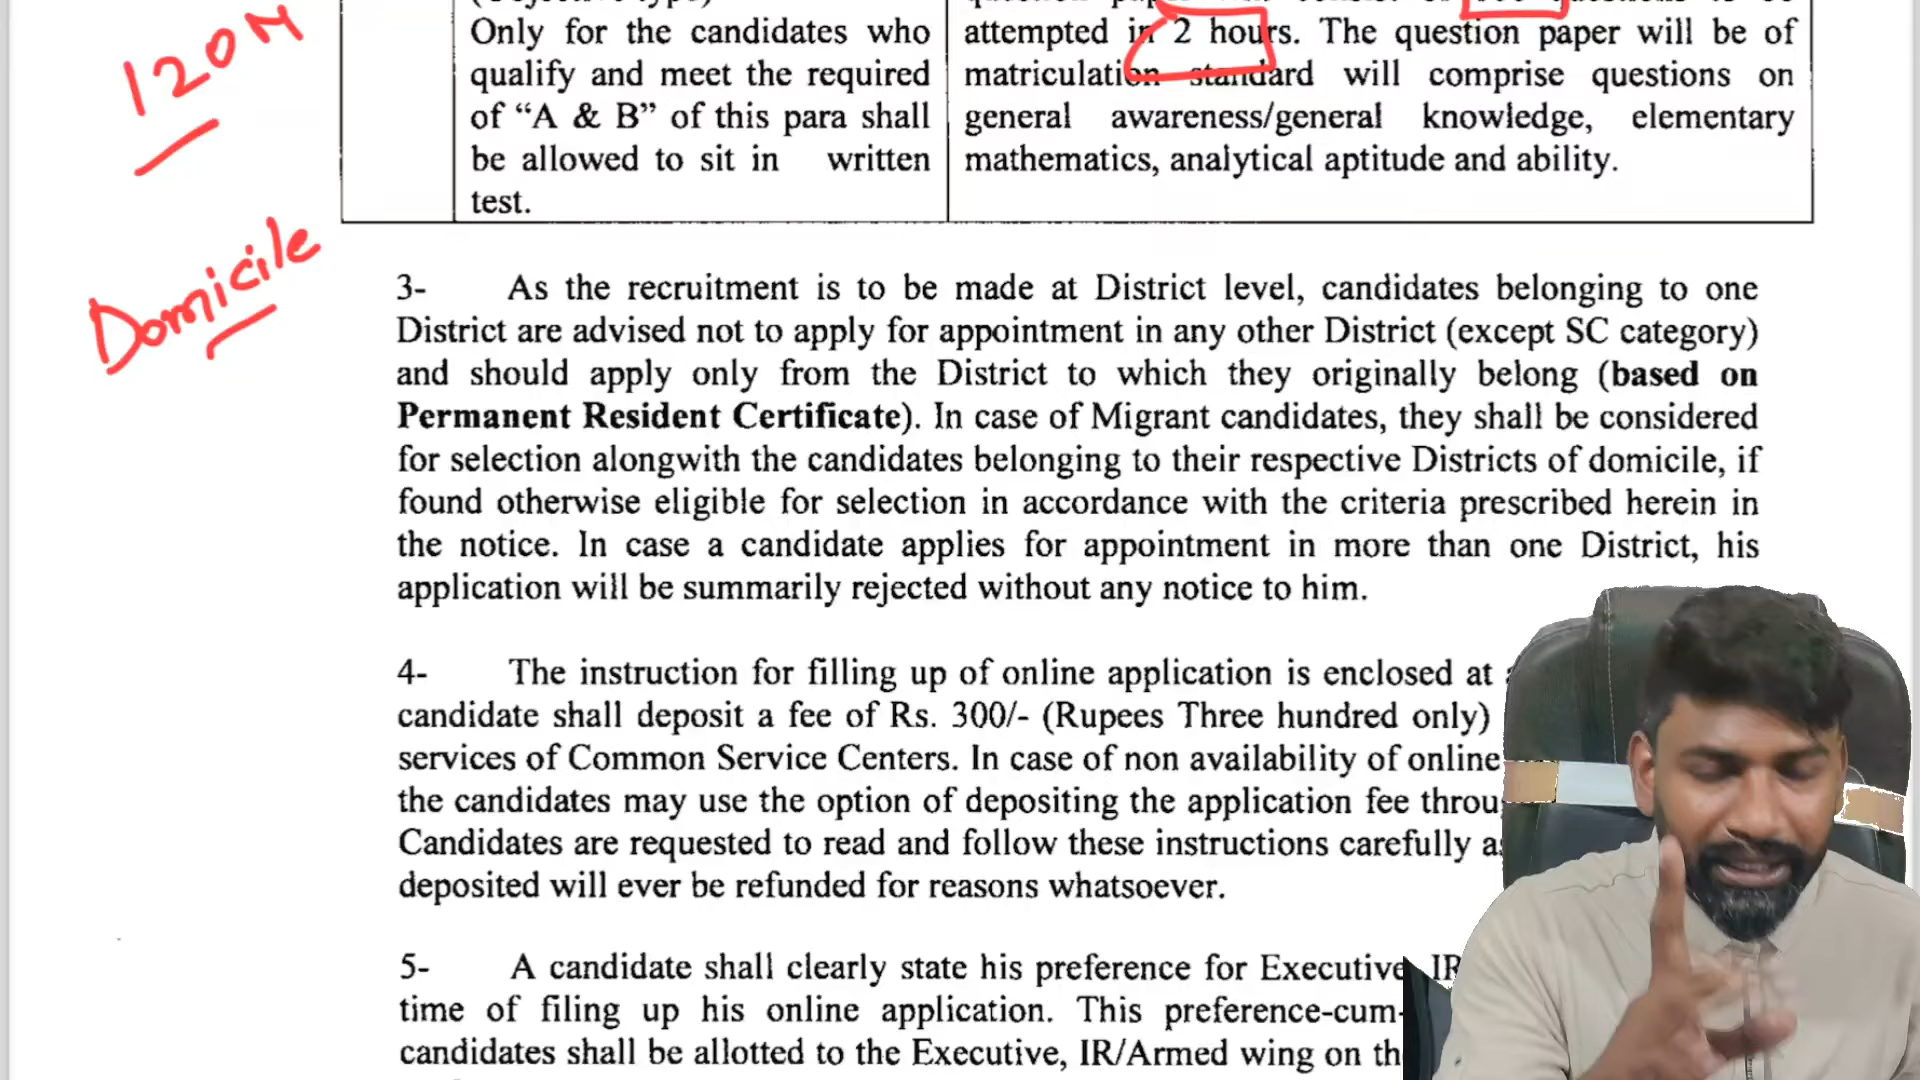 120M
Only for the candidates who
qualify and meet the required
of “A & B” of this para shall
be allowed to sit in written
test.
attempted in 2 hours. The question paper will be of
matriculation standard will comprise questions on
general awareness/general knowledge, elementary
mathematics, analytical aptitude and ability.
Domicile
3- As the recruitment is to be made at District level, candidates belonging to one
District are advised not to apply for appointment in any other District (except SC category)
and should apply only from the District to which they originally belong (based on
Permanent Resident Certificate). In case of Migrant candidates, they shall be considered
for selection alongwith the candidates belonging to their respective Districts of domicile, if
found otherwise eligible for selection in accordance with the criteria prescribed herein in
the notice. In case a candidate applies for appointment in more than one District, his
application will be summarily rejected without any notice to him.
4- The instruction for filling up of online application is enclosed at
candidate shall deposit a fee of Rs. 300/- (Rupees Three hundred only)
services of Common Service Centers. In case of non availability of online
the candidates may use the option of depositing the application fee
Candidates are requested to read and follow these instructions carefully
deposited will ever be refunded for reasons whatsoever.
5- A candidate shall clearly state his preference for Executive, IR
time of filing up his online application. This preference-cum-
candidates shall be allotted to the Executive, IR/Armed wing on